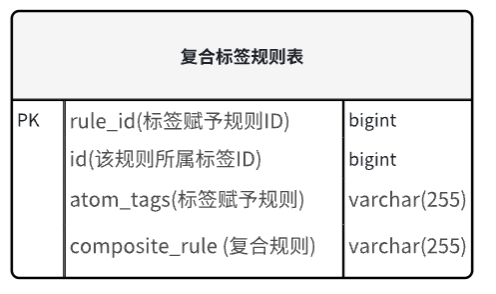 复合标签规则表
PK rule_id(标签赋予规则ID) bigint
id(该规则所属标签ID) bigint
atom_tags(标签赋予规则) varchar(255)
composite_rule (复合规则) varchar(255)